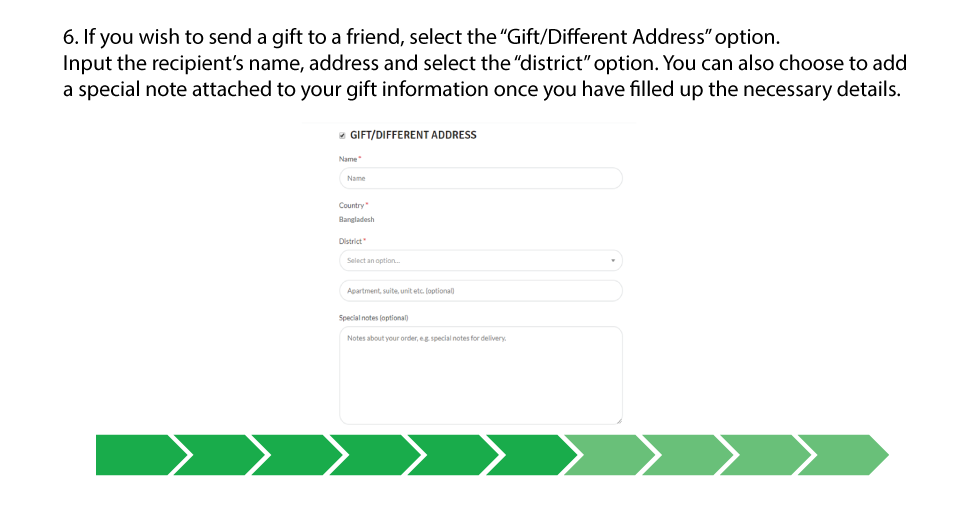 6. If you wish to send a gift to a friend, select the “Gift/Different Address” option.
Input the recipient’s name, address and select the “district” option. You can also choose to add
a special note attached to your gift information once you have filled up the necessary details.
GIFT/DIFFERENT ADDRESS
Name *
Name
Country *
Bangladesh
District *
Select an option...
Apartment, suite, unit etc. (optional)
Special notes (optional)
Notes about your order, e.g. special notes for delivery.